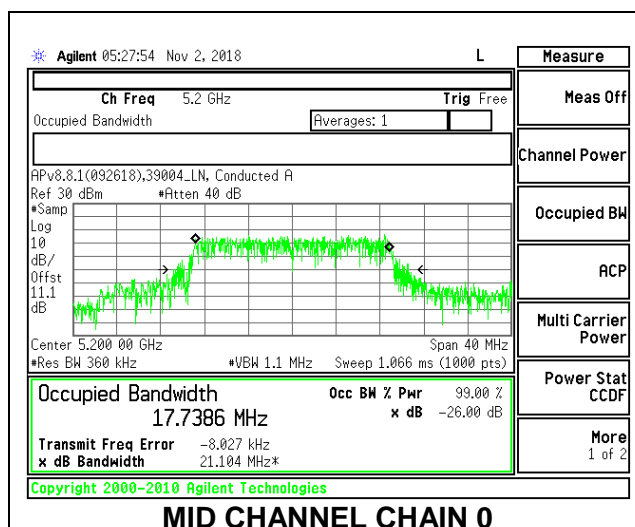 Agilent 05:27:54 Nov 2, 2018 L
Measure
Ch Freq 5.2 GHz Trig Free
Occupied Bandwidth Averages: 1
APv8.8.1(092618),39004_LN, Conducted A
Ref 30 dBm #Atten 40 dB
#Samp
Log
10
dB/
Offst
11.1
dB
Center 5.200 00 GHz Span 40 MHz
#Res BW 360 kHz #VBW 1.1 MHz Sweep 1.066 ms (1000 pts)
Occupied Bandwidth Occ BW % Pwr 99.00 %
17.7386 MHz x dB -26.00 dB
Transmit Freq Error -8.027 kHz
x dB Bandwidth 21.104 MHz*
Copyright 2000-2010 Agilent Technologies
Meas Off
Channel Power
Occupied BW
ACP
Multi Carrier
Power
Power Stat
CCDF
More
1 of 2
MID CHANNEL CHAIN 0